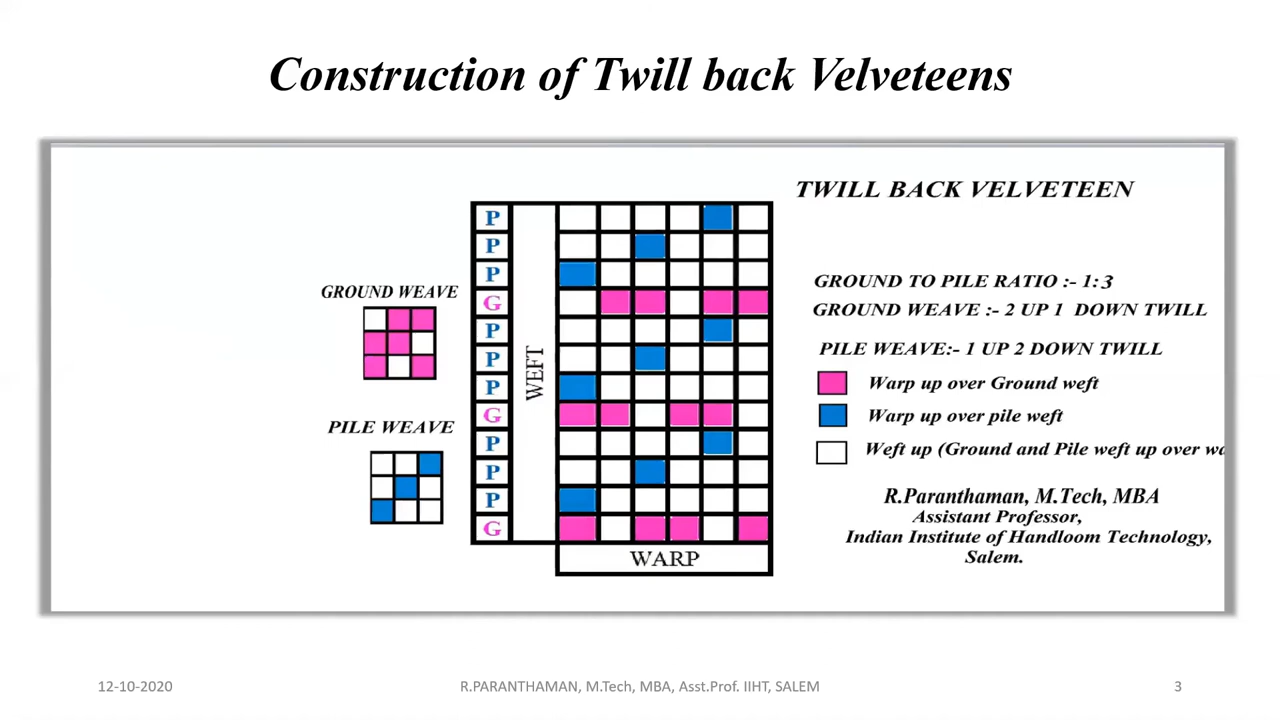 Construction of Twill back Velveteens
TWILL BACK VELVETEEN
GROUND WEAVE
PILE WEAVE
P
P
P
G
P
P
P
G
P
P
P
G
WEFT
WARP
GROUND TO PILE RATIO :- 1:3
GROUND WEAVE :- 2 UP 1 DOWN TWILL
PILE WEAVE:- 1 UP 2 DOWN TWILL
Warp up over Ground weft
Warp up over pile weft
Weft up (Ground and Pile weft up over
R.Paranthaman, M.Tech, MBA
Assistant Professor,
Indian Institute of Handloom Technology,
Salem.
12-10-2020
R.PARANTHAMAN, M.Tech, MBA, Asst.Prof. IIHT, SALEM
3